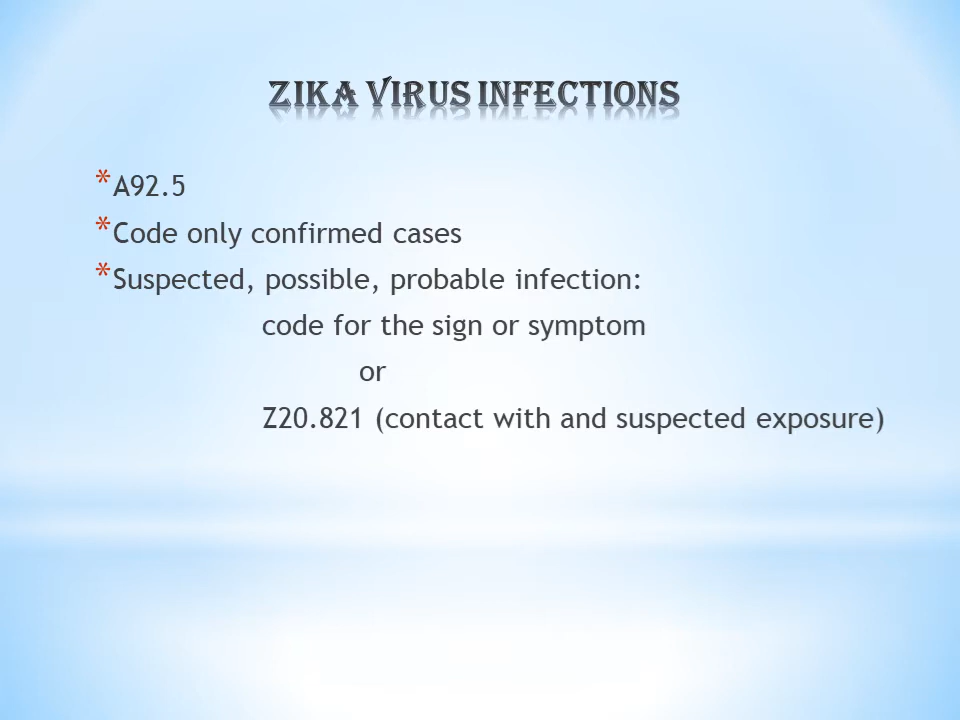 ZIKA VIRUS INFECTIONS
*A92.5
*Code only confirmed cases
*Suspected, possible, probable infection:
code for the sign or symptom
or
Z20.821 (contact with and suspected exposure)